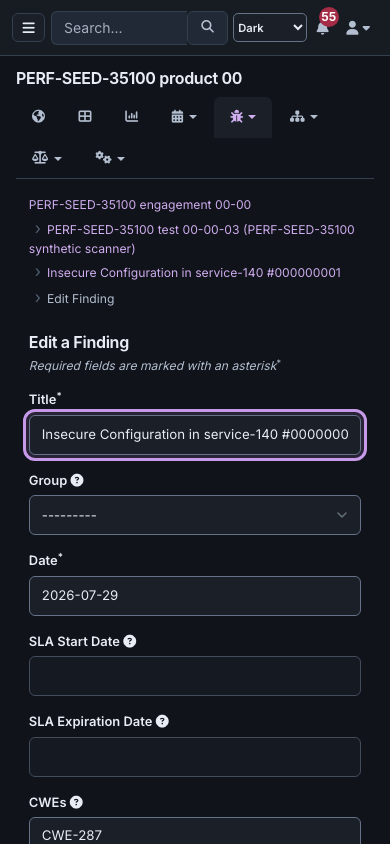 Search...
Dark
55
PERF-SEED-35100 product 00
PERF-SEED-35100 engagement 00-00
PERF-SEED-35100 test 00-00-03 (PERF-SEED-35100
synthetic scanner)
Insecure Configuration in service-140 #000000001
Edit Finding
Edit a Finding
Required fields are marked with an asterisk*
Title*
Insecure Configuration in service-140 #0000000
Group
---------
Date*
2026-07-29
SLA Start Date
SLA Expiration Date
CWEs
CWE-287